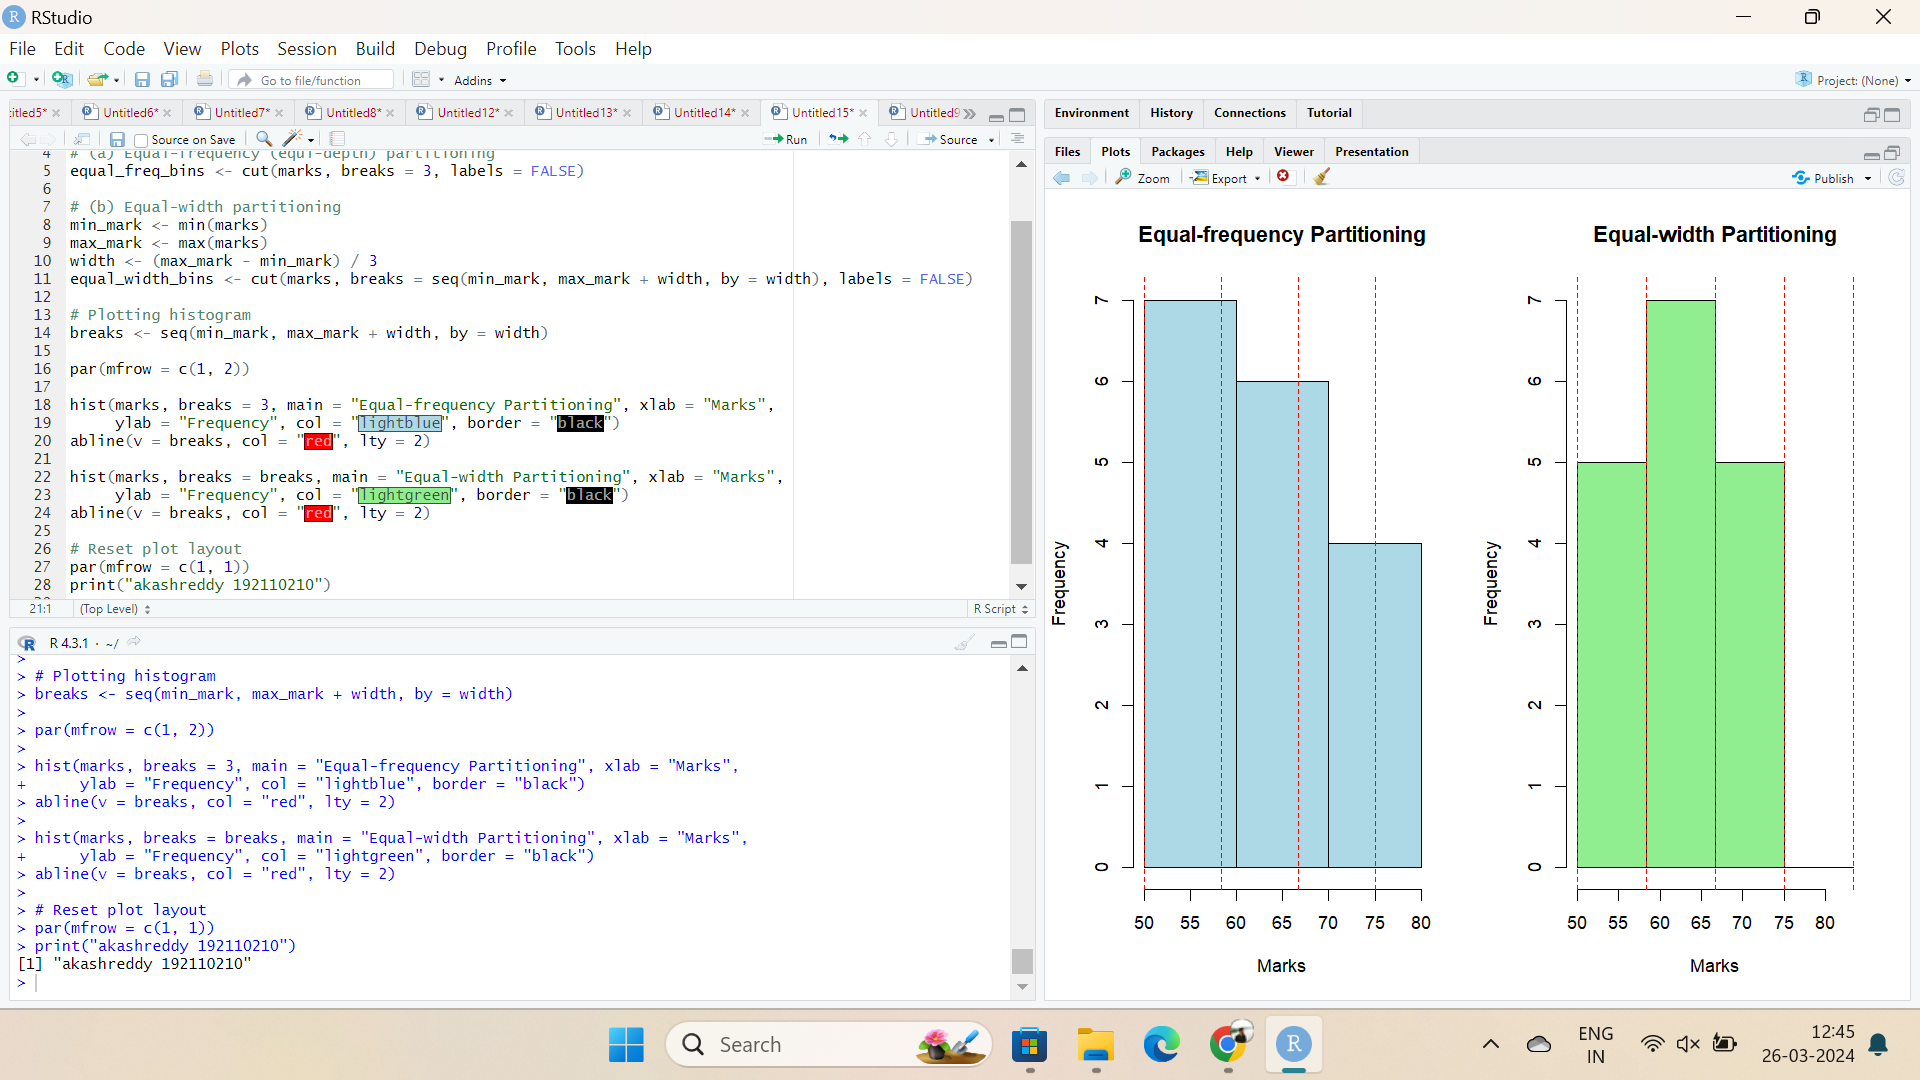 RStudio
File Edit Code View Plots Session Build Debug Profile Tools Help
Go to file/function Addins Project: (None)
:itled5* Untitled6* Untitled7* Untitled8* Untitled12* Untitled13* Untitled14* Untitled15* Untitled9
Source on Save Run Source
4 # (a) Equal-frequency (equi-depth) partitioning
5 equal_freq_bins <- cut(marks, breaks = 3, labels = FALSE)
6
7 # (b) Equal-width partitioning
8 min_mark <- min(marks)
9 max_mark <- max(marks)
10 width <- (max_mark - min_mark) / 3
11 equal_width_bins <- cut(marks, breaks = seq(min_mark, max_mark + width, by = width), labels = FALSE)
12
13 # Plotting histogram
14 breaks <- seq(min_mark, max_mark + width, by = width)
15
16 par(mfrow = c(1, 2))
17
18 hist(marks, breaks = 3, main = "Equal-frequency Partitioning", xlab = "Marks",
19 ylab = "Frequency", col = "lightblue", border = "black")
20 abline(v = breaks, col = "red", lty = 2)
21
22 hist(marks, breaks = breaks, main = "Equal-width Partitioning", xlab = "Marks",
23 ylab = "Frequency", col = "lightgreen", border = "black")
24 abline(v = breaks, col = "red", lty = 2)
25
26 # Reset plot layout
27 par(mfrow = c(1, 1))
28 print("akashreddy 192110210")
21:1 (Top Level) R Script
R R 4.3.1 · ~/
>
> # Plotting histogram
> breaks <- seq(min_mark, max_mark + width, by = width)
>
> par(mfrow = c(1, 2))
>
> hist(marks, breaks = 3, main = "Equal-frequency Partitioning", xlab = "Marks",
+ ylab = "Frequency", col = "lightblue", border = "black")
> abline(v = breaks, col = "red", lty = 2)
>
> hist(marks, breaks = breaks, main = "Equal-width Partitioning", xlab = "Marks",
+ ylab = "Frequency", col = "lightgreen", border = "black")
> abline(v = breaks, col = "red", lty = 2)
>
> # Reset plot layout
> par(mfrow = c(1, 1))
> print("akashreddy 192110210")
[1] "akashreddy 192110210"
>
Environment History Connections Tutorial
Files Plots Packages Help Viewer Presentation
Zoom Export Publish
Equal-frequency Partitioning
Frequency
7
6
5
4
3
2
1
0
50 55 60 65 70 75 80
Marks
Equal-width Partitioning
Frequency
7
6
5
4
3
2
1
0
50 55 60 65 70 75 80
Marks
Search
R
ENG
IN
12:45
26-03-2024